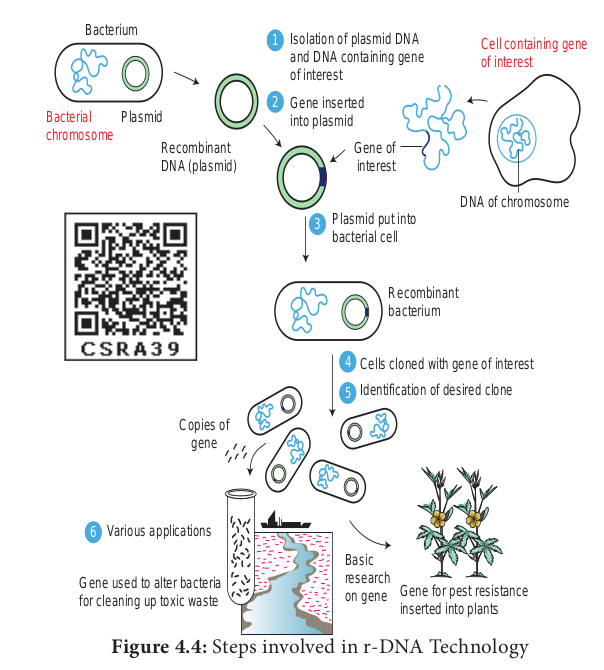 Bacterium
Bacterial
chromosome
Plasmid
1 Isolation of plasmid DNA
and DNA containing gene
of interest
2 Gene inserted
into plasmid
Cell containing gene
of interest
Recombinant
DNA (plasmid)
Gene of
interest
DNA of chromosome
3 Plasmid put into
bacterial cell
CSRA39
Recombinant
bacterium
4 Cells cloned with gene of interest
5 Identification of desired clone
Copies of
gene
6 Various applications
Gene used to alter bacteria
for cleaning up toxic waste
Basic
research
on gene
Gene for pest resistance
inserted into plants
Figure 4.4: Steps involved in r-DNA Technology